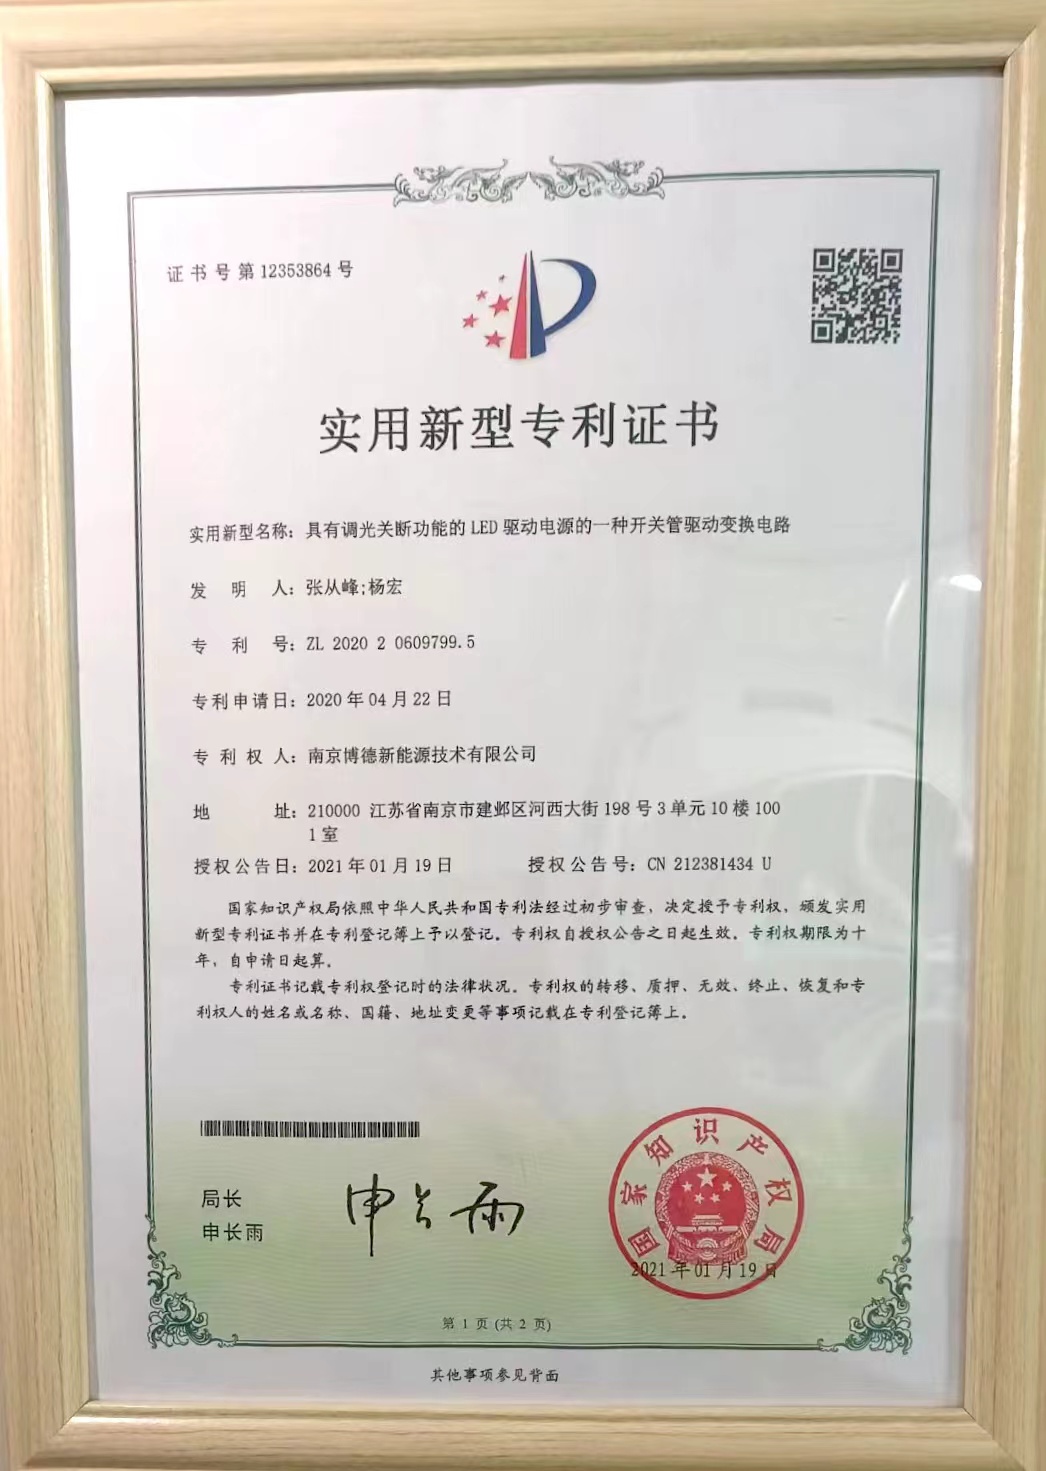 证书号第12353864号
实用新型专利证书
实用新型名称：具有调光关断功能的LED驱动电源的一种开关管驱动变换电路
发明人：张从峰;杨宏
专利号：ZL 2020 2 0609799.5
专利申请日：2020年04月22日
专利权人：南京博德新能源技术有限公司
地址：210000 江苏省南京市建邺区河西大街198号3单元10楼100
1室
授权公告日：2021年01月19日 授权公告号：CN 212381434 U
国家知识产权局依照中华人民共和国专利法经过初步审查，决定授予专利权，颁发实用
新型专利证书并在专利登记簿上予以登记。专利权自授权公告之日起生效。专利权期限为十
年，自申请日起算。
专利证书记载专利权登记时的法律状况。专利权的转移、质押、无效、终止、恢复和专
利权人的姓名或名称、国籍、地址变更等事项记载在专利登记簿上。
局长
申长雨
申长雨
国家知识产权局
2021年01月19日
第 1 页 (共 2 页)
其他事项参见背面